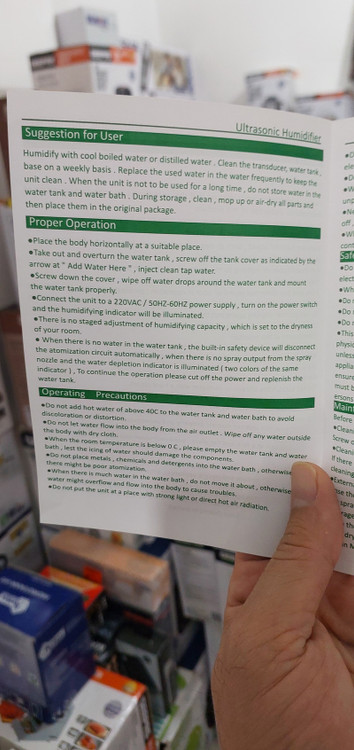 Ultrasonic Humidifier
Suggestion for User
Humidify with cool boiled water or distilled water . Clean the transducer, water tank ,
base on a weekly basis . Replace the used water in the water frequently to keep the
unit clean . When the unit is not to be used for a long time , do not store water in the
water tank and water bath . During storage , clean , mop up or air-dry all parts and
then place them in the original package.
Proper Operation
●Place the body horizontally at a suitable place.
●Take out and overturn the water tank , screw off the tank cover as indicated by the
arrow at " Add Water Here " , inject clean tap water.
●Screw down the cover , wipe off water drops around the water tank and mount
the water tank properly.
●Connect the unit to a 220VAC / 50HZ-60HZ power supply , turn on the power switch
and the humidifying indicator will be illuminated.
●There is no staged adjustment of humidifying capacity , which is set to the dryness
of your room.
● When there is no water in the water tank , the built-in safety device will disconnect
the atomization circuit automatically , when there is no spray output from the spray
nozzle and the water depletion indicator is illuminated ( two colors of the same
indicator ) , To continue the operation please cut off the power and replenish the
water tank.
Operating Precautions
●Do not add hot water of above 40C to the water tank and water bath to avoid
discoloration or distortion.
●Do not let water flow into the body from the air outlet . Wipe off any water outside
the body with dry cloth.
●When the room temperature is below 0 C , please empty the water tank and water
bath , lest the icing of water should damage the components.
●Do not place metals , chemicals and detergents into the water bath , otherwise
there might be poor atomization.
●When there is much water in the water bath , do not move it about , otherwise
water might overflow and flow into the body to cause troubles.
●Do not put the unit at a place with strong light or direct hot air radiation,